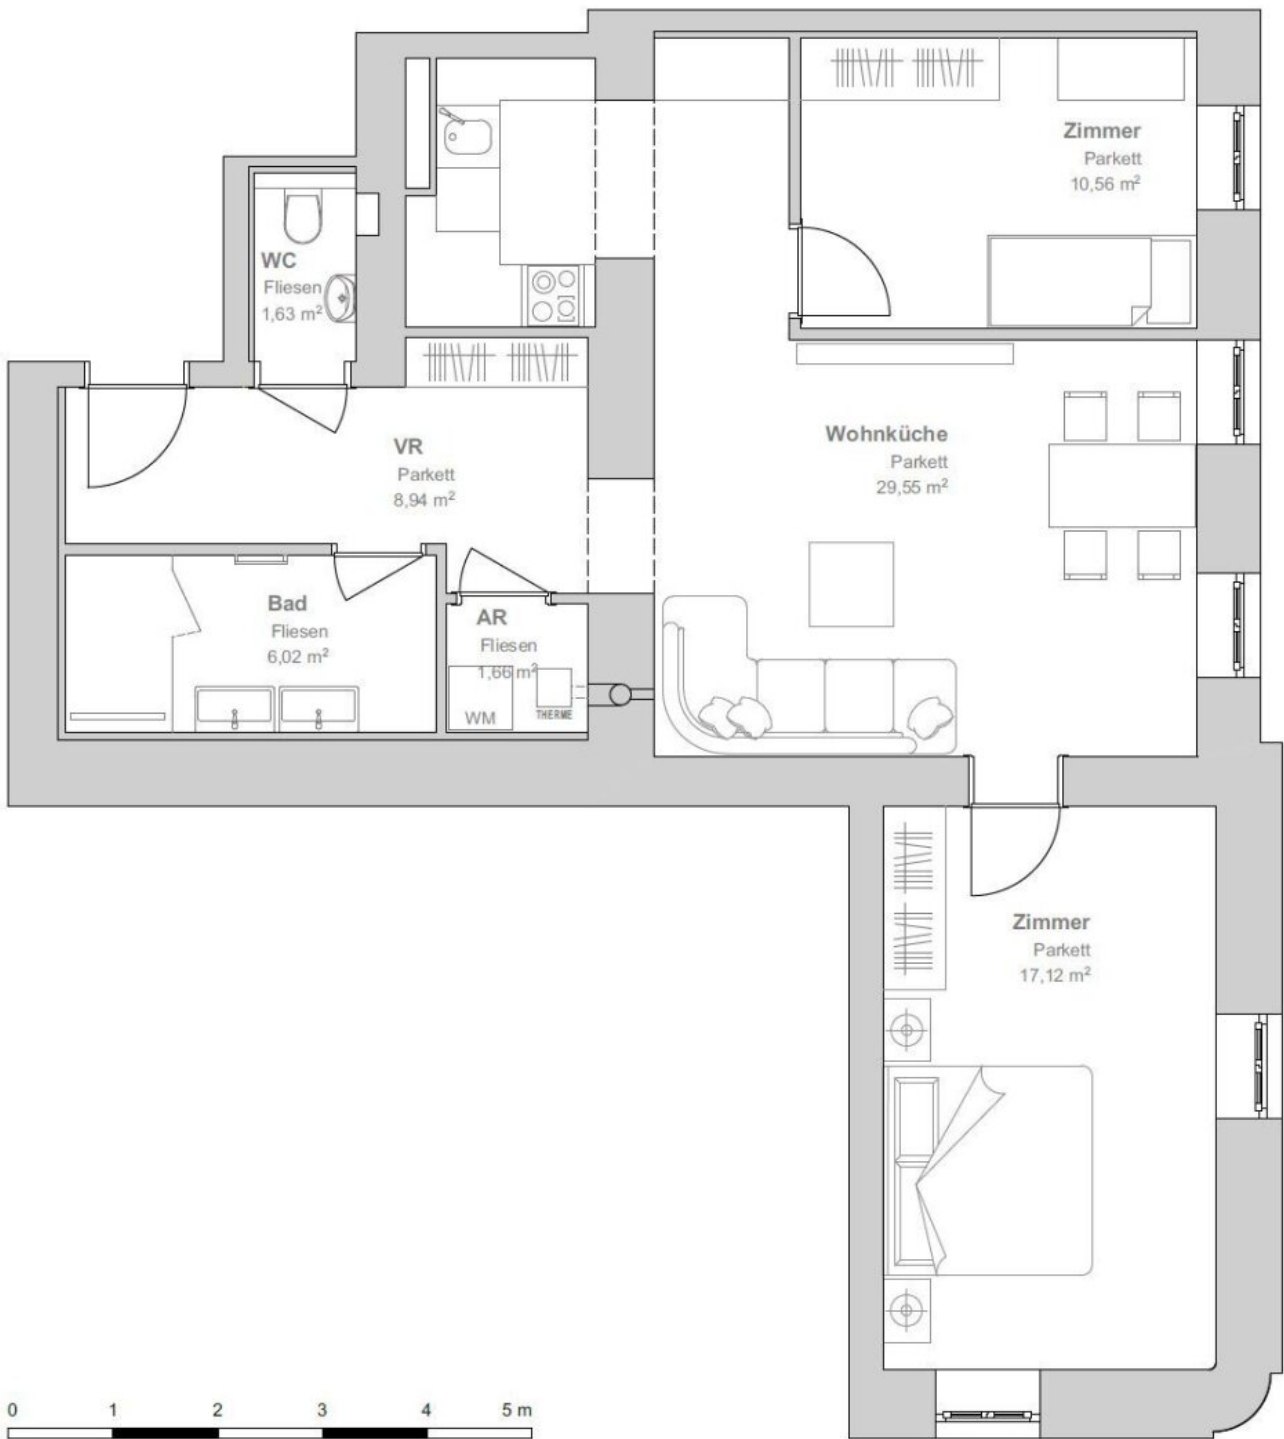 Zimmer
Parkett
10,56 m²
WC
Fliesen
1,63 m²
Wohnküche
Parkett
29,55 m²
VR
Parkett
8,94 m²
Bad
Fliesen
6,02 m²
AR
Fliesen
1,66 m²
WM
THERME
Zimmer
Parkett
17,12 m²
0 1 2 3 4 5 m